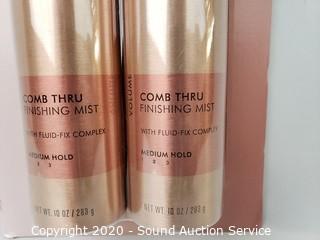 COMB THRU
FINISHING MIST
WITH FLUID-FIX COMPLEX
MEDIUM HOLD
NET WT. 10 OZ / 283 g
VOLUME
COMB THRU
FINISHING MIST
WITH FLUID-FIX COMPLEX
MEDIUM HOLD
NET WT. 10 OZ / 283 g
Copyright 2020 - Sound Auction Service